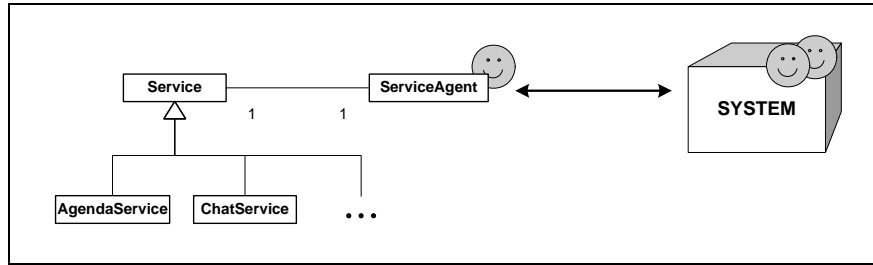 Service
ServiceAgent
SYSTEM
1
1
AgendaService
ChatService
...